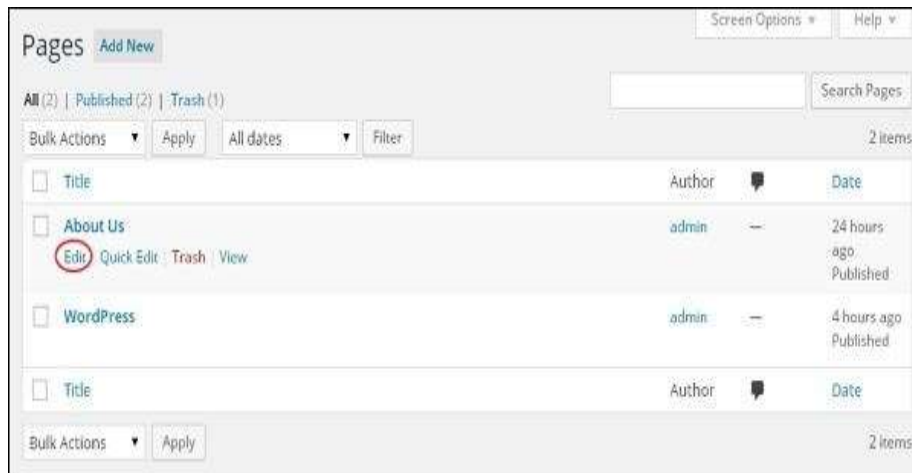 Screen Options ▼ Help ▼
Pages Add New
All (2) | Published (2) | Trash (1)
Search Pages
Bulk Actions ▼ Apply All dates ▼ Filter 2 items
Title Author Date
About Us admin — 24 hours
Edit | Quick Edit | Trash | View ago
Published
WordPress admin — 4 hours ago
Published
Title Author Date
Bulk Actions ▼ Apply 2 items